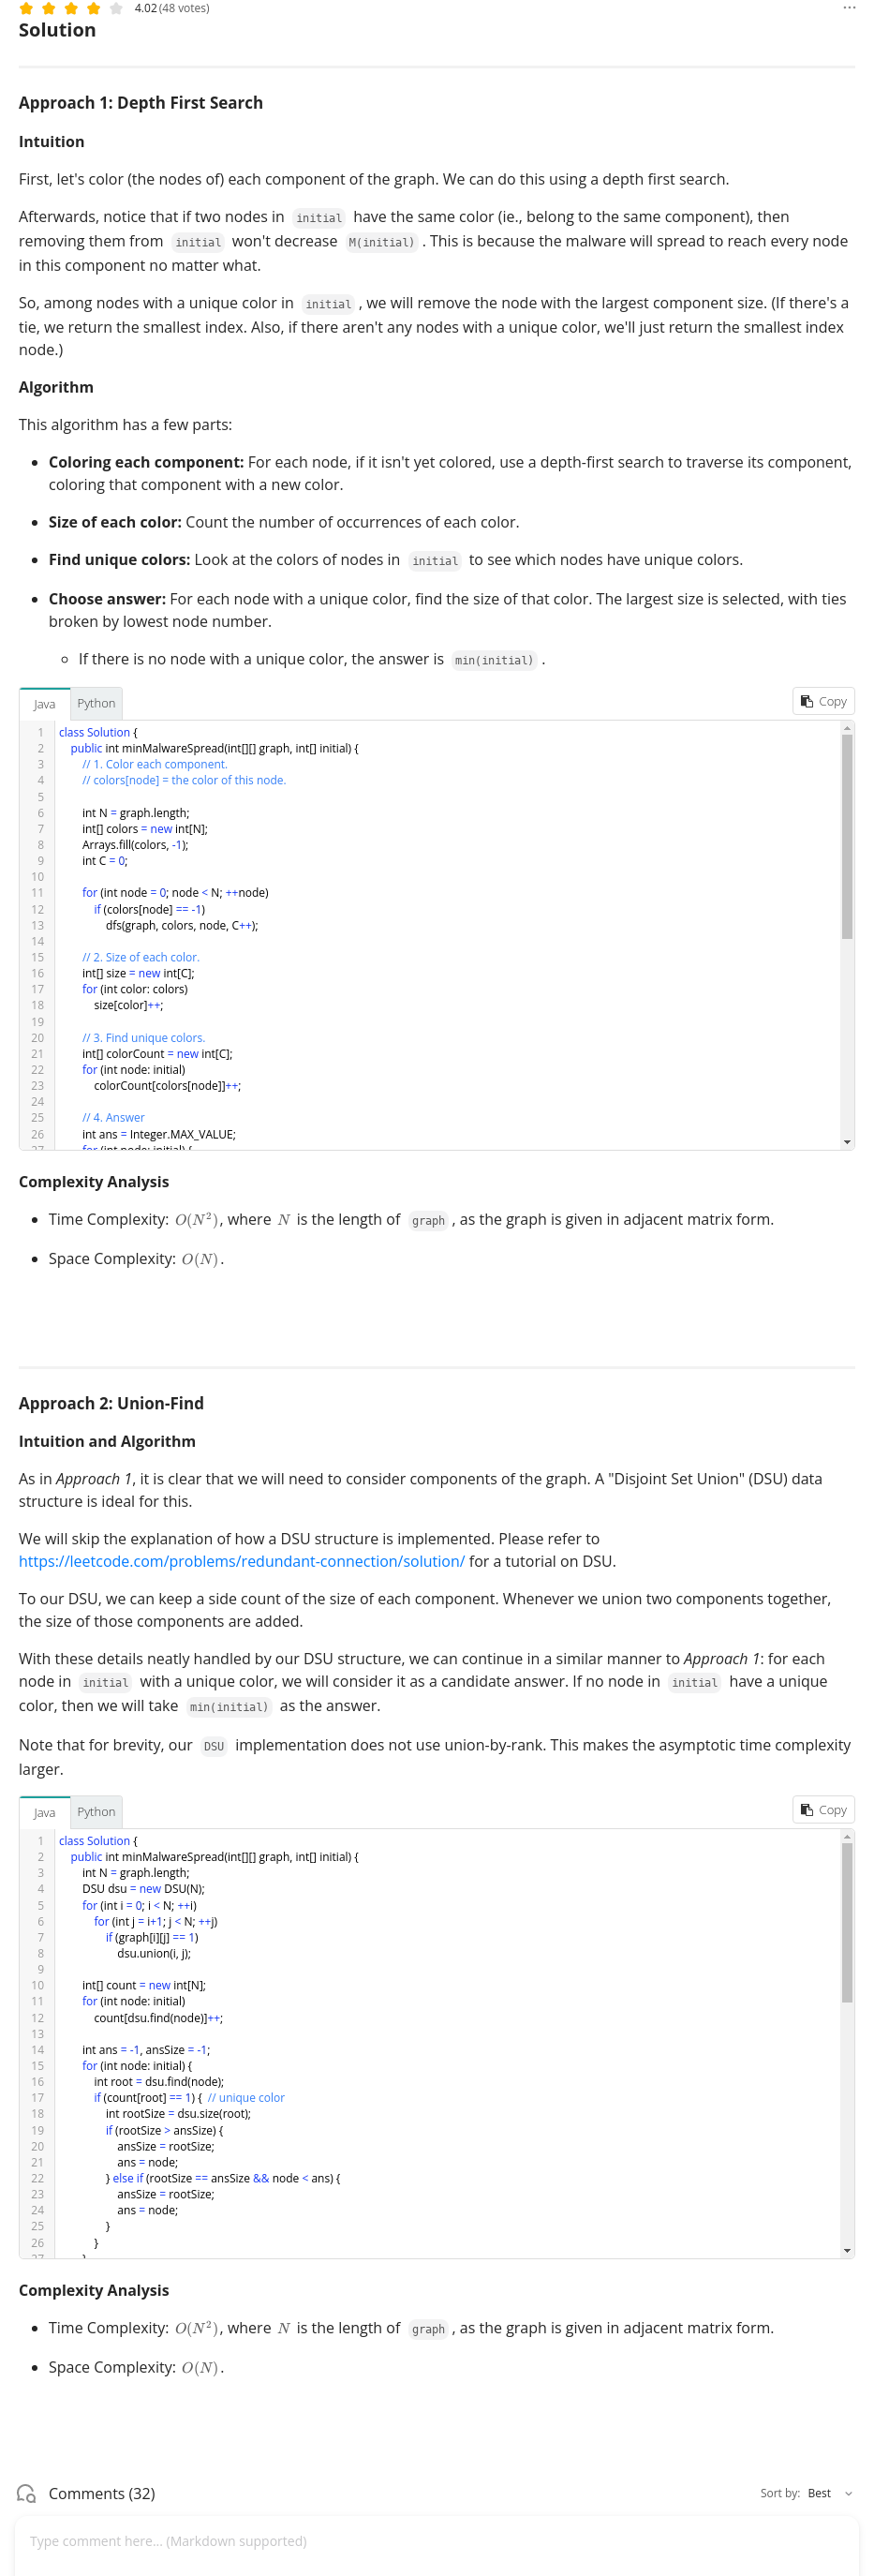 4.02 (48 votes)
Solution
Approach 1: Depth First Search
Intuition
First, let's color (the nodes of) each component of the graph. We can do this using a depth first search.
Afterwards, notice that if two nodes in initial have the same color (ie., belong to the same component), then
removing them from initial won't decrease M(initial) . This is because the malware will spread to reach every node
in this component no matter what.
So, among nodes with a unique color in initial , we will remove the node with the largest component size. (If there's a
tie, we return the smallest index. Also, if there aren't any nodes with a unique color, we'll just return the smallest index
node.)
Algorithm
This algorithm has a few parts:
• Coloring each component: For each node, if it isn't yet colored, use a depth-first search to traverse its component,
coloring that component with a new color.
• Size of each color: Count the number of occurrences of each color.
• Find unique colors: Look at the colors of nodes in initial to see which nodes have unique colors.
• Choose answer: For each node with a unique color, find the size of that color. The largest size is selected, with ties
broken by lowest node number.
◦ If there is no node with a unique color, the answer is min(initial) .
Java Python Copy
1 class Solution {
2 public int minMalwareSpread(int[][] graph, int[] initial) {
3 // 1. Color each component.
4 // colors[node] = the color of this node.
5
6 int N = graph.length;
7 int[] colors = new int[N];
8 Arrays.fill(colors, -1);
9 int C = 0;
10
11 for (int node = 0; node < N; ++node)
12 if (colors[node] == -1)
13 dfs(graph, colors, node, C++);
14
15 // 2. Size of each color.
16 int[] size = new int[C];
17 for (int color: colors)
18 size[color]++;
19
20 // 3. Find unique colors.
21 int[] colorCount = new int[C];
22 for (int node: initial)
23 colorCount[colors[node]]++;
24
25 // 4. Answer
26 int ans = Integer.MAX_VALUE;
27 for (int node: initial) {
Complexity Analysis
• Time Complexity: O(N²), where N is the length of graph , as the graph is given in adjacent matrix form.
• Space Complexity: O(N).
Approach 2: Union-Find
Intuition and Algorithm
As in Approach 1, it is clear that we will need to consider components of the graph. A "Disjoint Set Union" (DSU) data
structure is ideal for this.
We will skip the explanation of how a DSU structure is implemented. Please refer to
https://leetcode.com/problems/redundant-connection/solution/ for a tutorial on DSU.
To our DSU, we can keep a side count of the size of each component. Whenever we union two components together,
the size of those components are added.
With these details neatly handled by our DSU structure, we can continue in a similar manner to Approach 1: for each
node in initial with a unique color, we will consider it as a candidate answer. If no node in initial have a unique
color, then we will take min(initial) as the answer.
Note that for brevity, our DSU implementation does not use union-by-rank. This makes the asymptotic time complexity
larger.
Java Python Copy
1 class Solution {
2 public int minMalwareSpread(int[][] graph, int[] initial) {
3 int N = graph.length;
4 DSU dsu = new DSU(N);
5 for (int i = 0; i < N; ++i)
6 for (int j = i+1; j < N; ++j)
7 if (graph[i][j] == 1)
8 dsu.union(i, j);
9
10 int[] count = new int[N];
11 for (int node: initial)
12 count[dsu.find(node)]++;
13
14 int ans = -1, ansSize = -1;
15 for (int node: initial) {
16 int root = dsu.find(node);
17 if (count[root] == 1) { // unique color
18 int rootSize = dsu.size(root);
19 if (rootSize > ansSize) {
20 ansSize = rootSize;
21 ans = node;
22 } else if (rootSize == ansSize && node < ans) {
23 ansSize = rootSize;
24 ans = node;
25 }
26 }
27 }
Complexity Analysis
• Time Complexity: O(N²), where N is the length of graph , as the graph is given in adjacent matrix form.
• Space Complexity: O(N).
Comments (32) Sort by: Best
Type comment here... (Markdown supported)